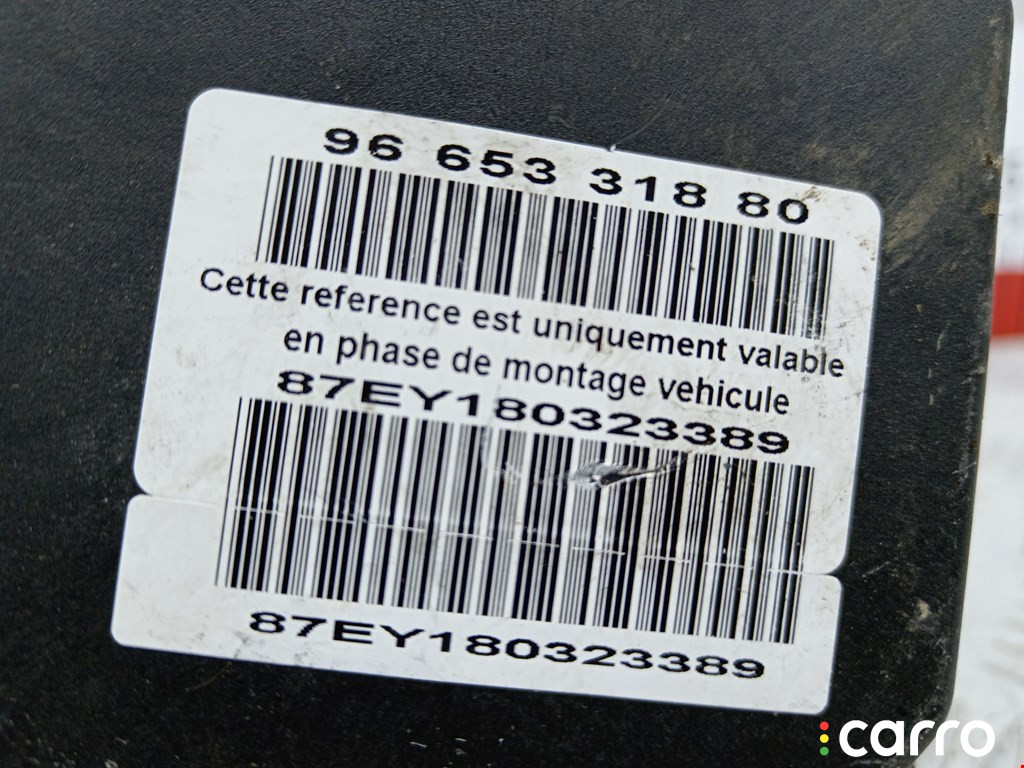 96 653 318 80
Cette reference est uniquement valable
en phase de montage vehicule
87EY180323389
87EY180323389
carro